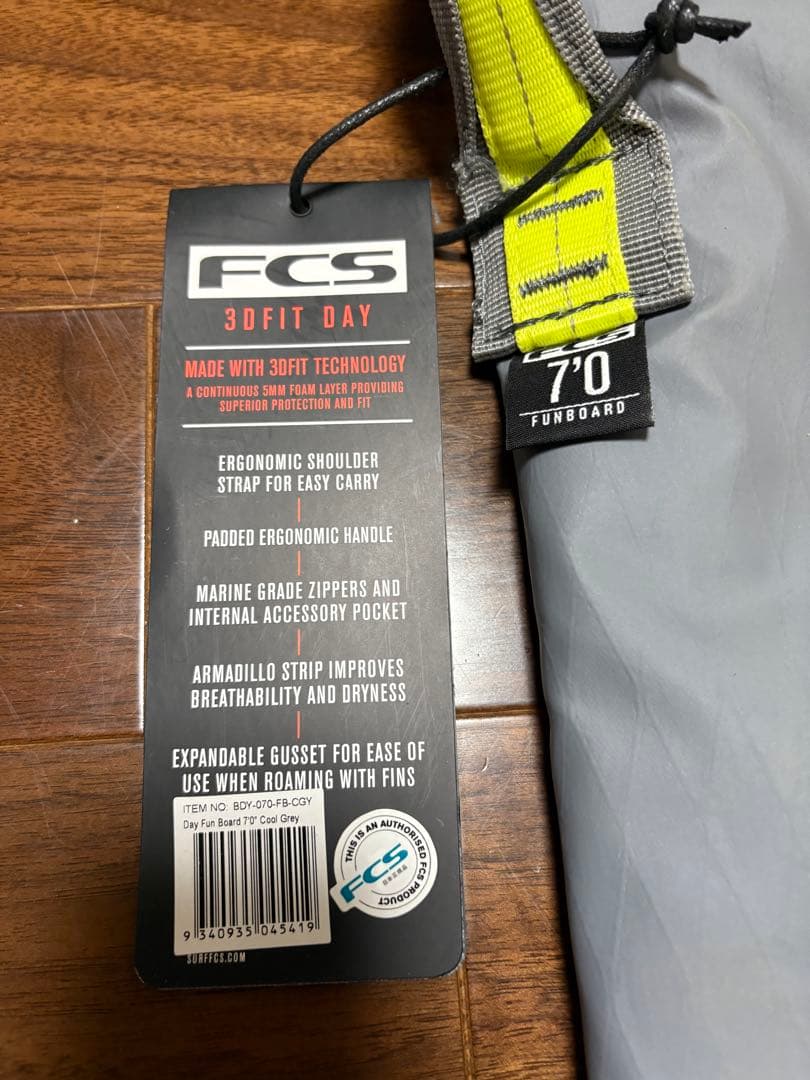 FCS
3DFIT DAY
MADE WITH 3DFIT TECHNOLOGY
A CONTINUOUS 5MM FOAM LAYER PROVIDING
SUPERIOR PROTECTION AND FIT
ERGONOMIC SHOULDER
STRAP FOR EASY CARRY
PADDED ERGONOMIC HANDLE
MARINE GRADE ZIPPERS AND
INTERNAL ACCESSORY POCKET
ARMADILLO STRIP IMPROVES
BREATHABILITY AND DRYNESS
EXPANDABLE GUSSET FOR EASE OF
USE WHEN ROAMING WITH FINS
ITEM NO: BDY-070-FB-CGY
Day Fun Board 7'0" Cool Grey
9 340935 045419
SURFFCS.COM
THIS IS AN AUTHORISED FCS PRODUCT
FCS
7'0
FUNBOARD